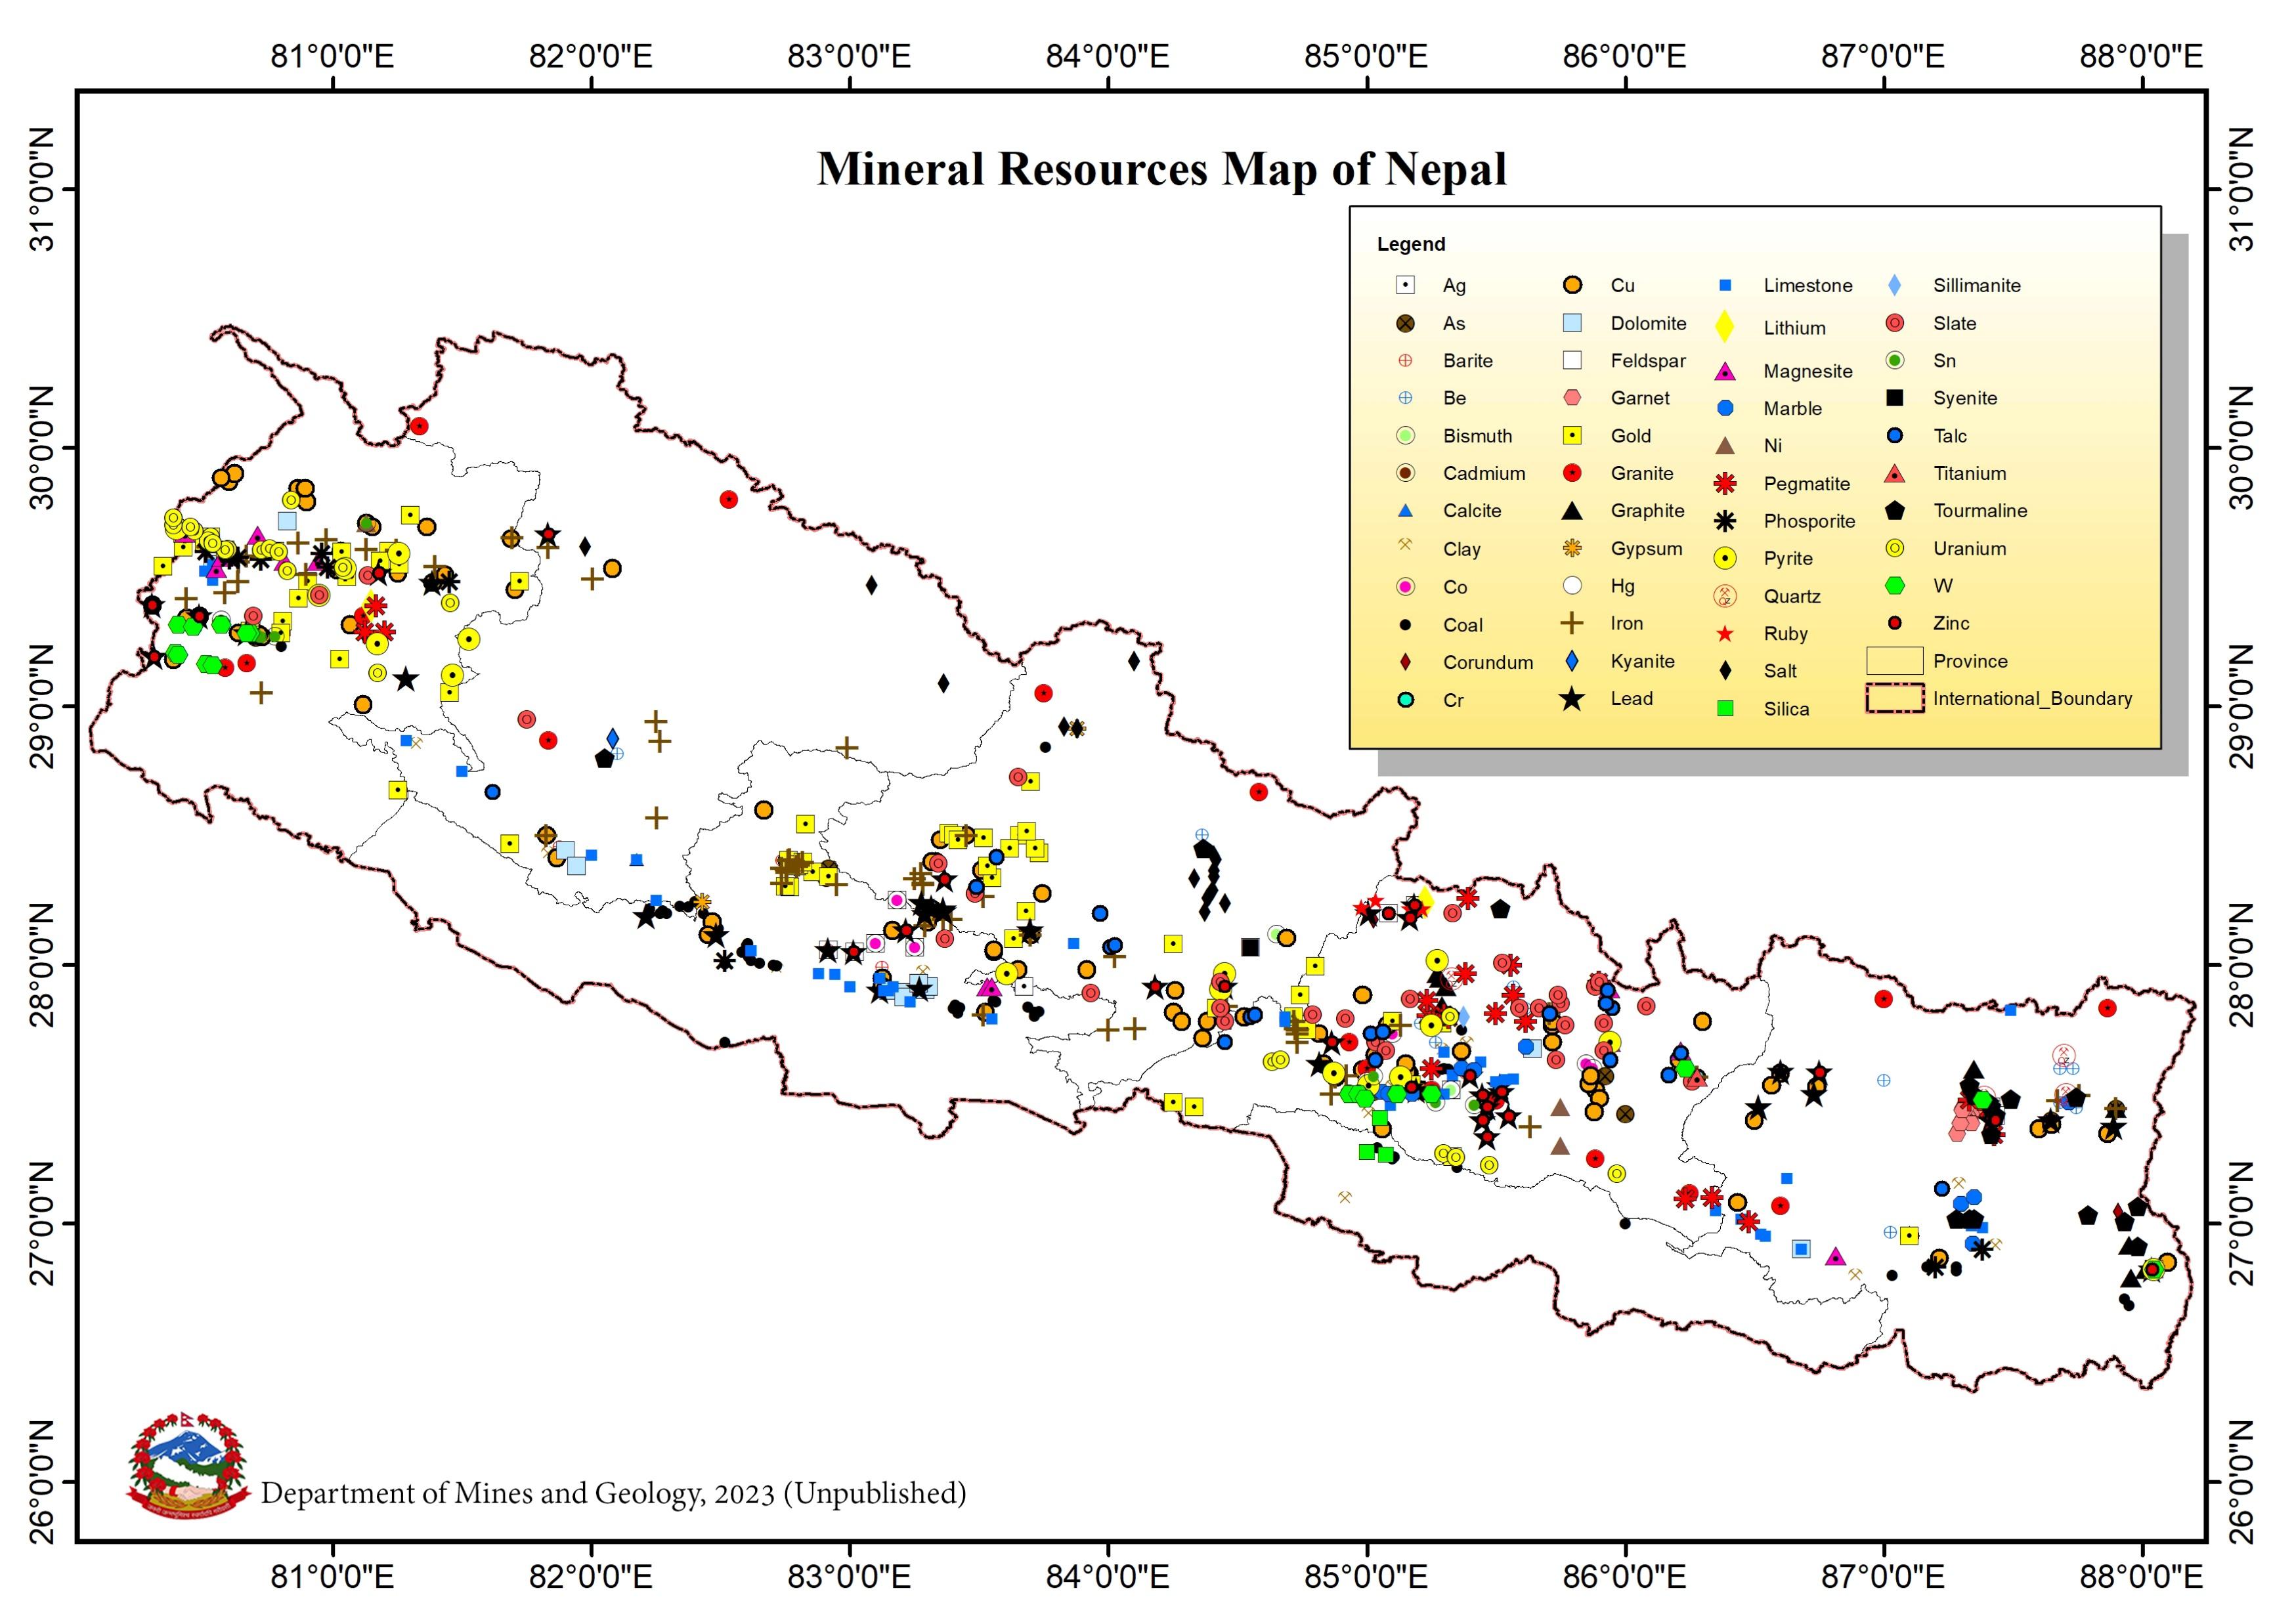 81°0'0"E 82°0'0"E 83°0'0"E 84°0'0"E 85°0'0"E 86°0'0"E 87°0'0"E 88°0'0"E
Mineral Resources Map of Nepal
31°0'0"N
30°0'0"N
29°0'0"N
28°0'0"N
27°0'0"N
26°0'0"N
31°0'0"N
30°0'0"N
29°0'0"N
28°0'0"N
27°0'0"N
26°0'0"N
Legend
Ag
As
Barite
Be
Bismuth
Cadmium
Calcite
Clay
Co
Coal
Corundum
Cr
Cu
Dolomite
Feldspar
Garnet
Gold
Granite
Graphite
Gypsum
Hg
Iron
Kyanite
Lead
Limestone
Lithium
Magnesite
Marble
Ni
Pegmatite
Phosporite
Pyrite
Quartz
Ruby
Salt
Silica
Sillimanite
Slate
Sn
Syenite
Talc
Titanium
Tourmaline
Uranium
W
Zinc
Province
International_Boundary
Department of Mines and Geology, 2023 (Unpublished)
81°0'0"E 82°0'0"E 83°0'0"E 84°0'0"E 85°0'0"E 86°0'0"E 87°0'0"E 88°0'0"E